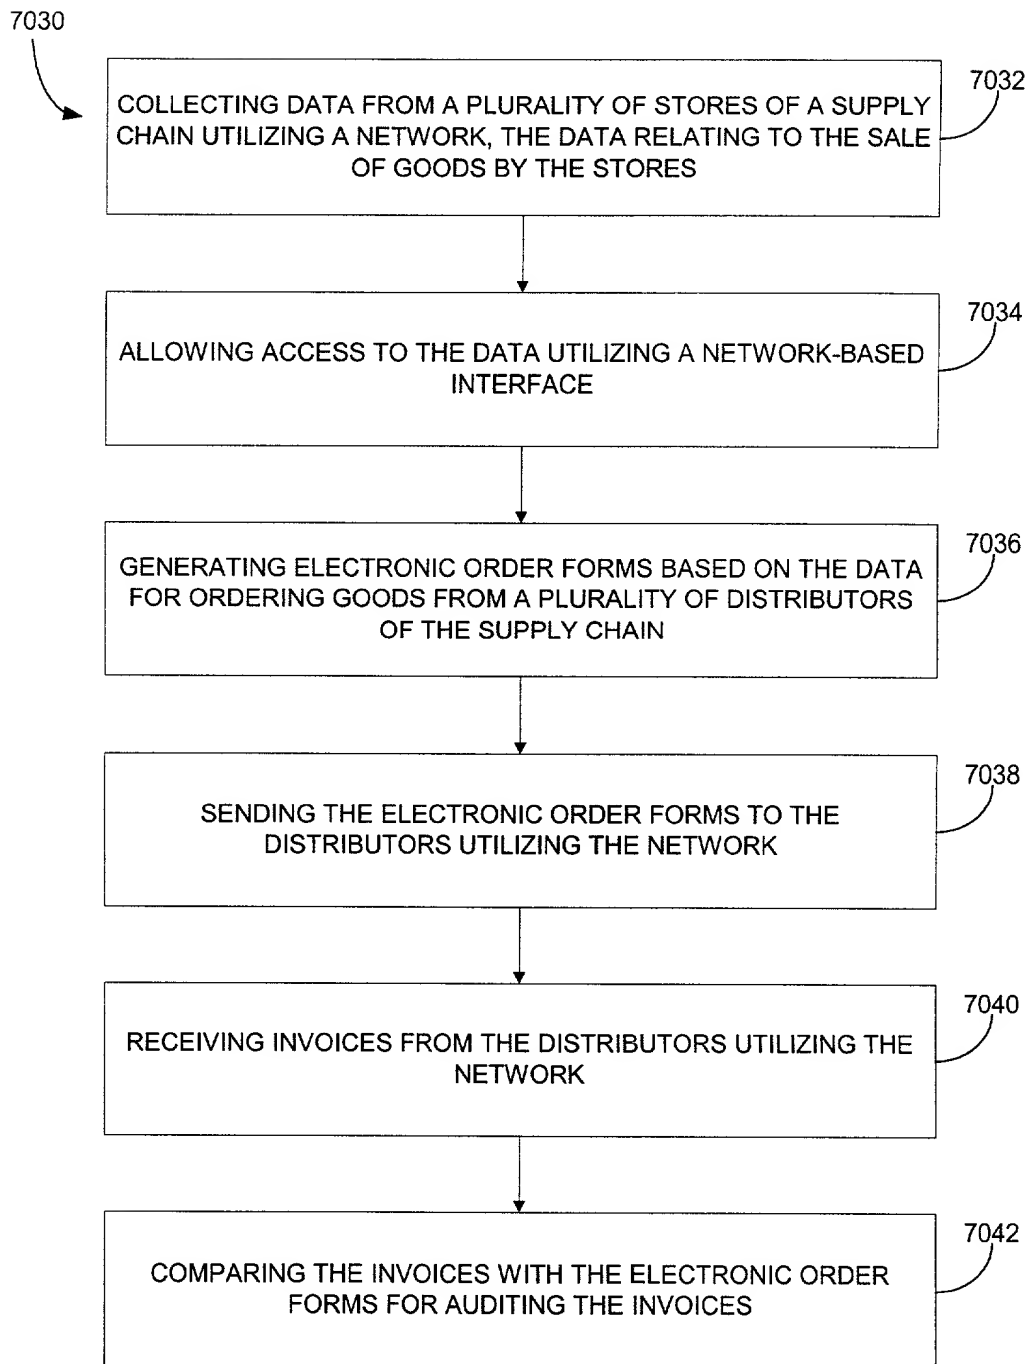 7030
7032
COLLECTING DATA FROM A PLURALITY OF STORES OF A SUPPLY
CHAIN UTILIZING A NETWORK, THE DATA RELATING TO THE SALE
OF GOODS BY THE STORES
7034
ALLOWING ACCESS TO THE DATA UTILIZING A NETWORK-BASED
INTERFACE
7036
GENERATING ELECTRONIC ORDER FORMS BASED ON THE DATA
FOR ORDERING GOODS FROM A PLURALITY OF DISTRIBUTORS
OF THE SUPPLY CHAIN
7038
SENDING THE ELECTRONIC ORDER FORMS TO THE
DISTRIBUTORS UTILIZING THE NETWORK
7040
RECEIVING INVOICES FROM THE DISTRIBUTORS UTILIZING THE
NETWORK
7042
COMPARING THE INVOICES WITH THE ELECTRONIC ORDER
FORMS FOR AUDITING THE INVOICES